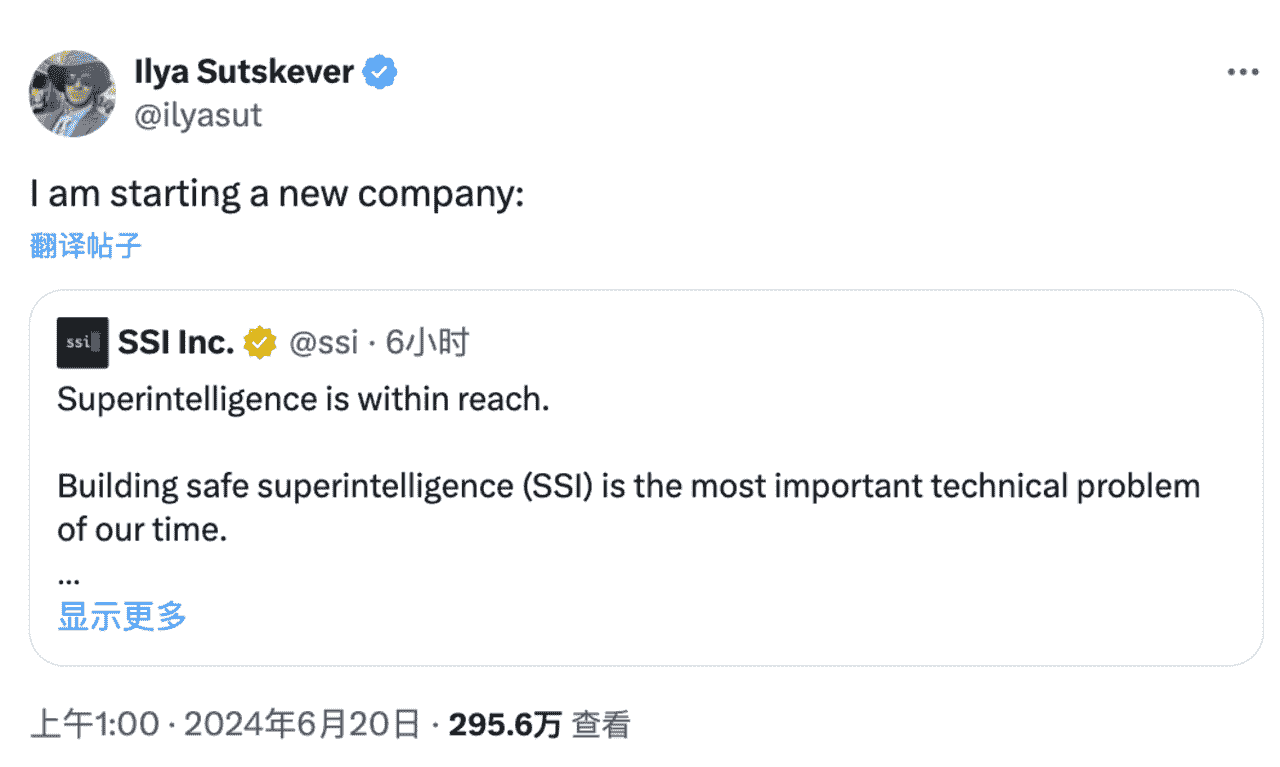 Ilya Sutskever
@ilyasut
I am starting a new company:
翻译帖子
ssi SSI Inc. @ssi · 6小时
Superintelligence is within reach.
Building safe superintelligence (SSI) is the most important technical problem
of our time.
...
显示更多
上午1:00 · 2024年6月20日 · 295.6万 查看